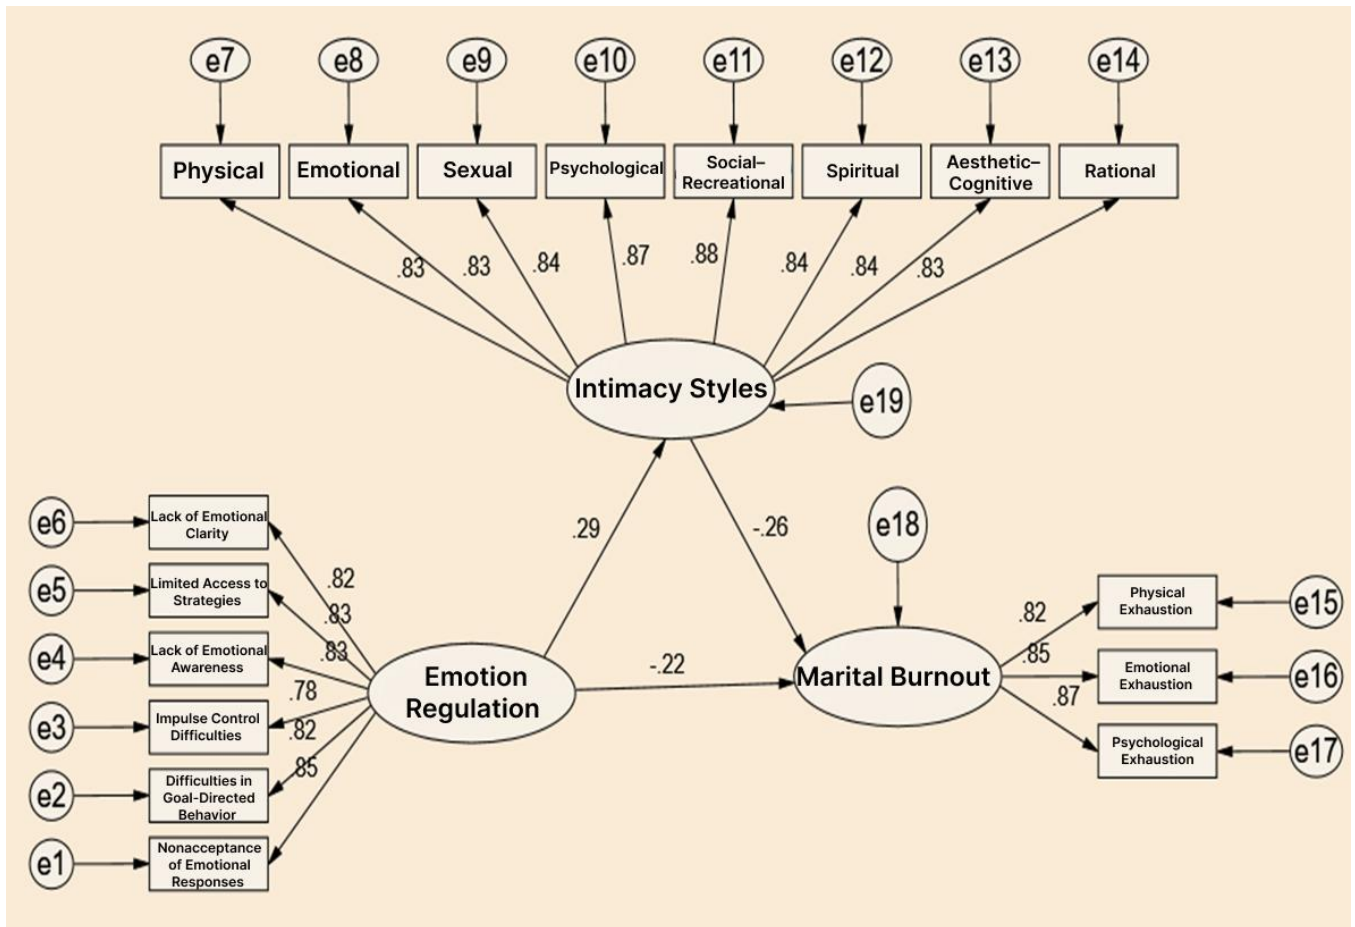 e7
e8
e9
e10
e11
e12
e13
e14
Physical
Emotional
Sexual
Psychological
Social–
Recreational
Spiritual
Aesthetic–
Cognitive
Rational
.83
.83
.84
.87
.88
.84
.84
.83
Intimacy Styles
e19
.29
-.26
e18
e6
Lack of Emotional
Clarity
e5
Limited Access to
Strategies
e4
Lack of Emotional
Awareness
e3
Impulse Control
Difficulties
e2
Difficulties in
Goal-Directed
Behavior
e1
Nonacceptance
of Emotional
Responses
.82
.83
.83
.78
.82
.85
Emotion
Regulation
-.22
Marital Burnout
.82
.85
.87
Physical
Exhaustion
e15
Emotional
Exhaustion
e16
Psychological
Exhaustion
e17